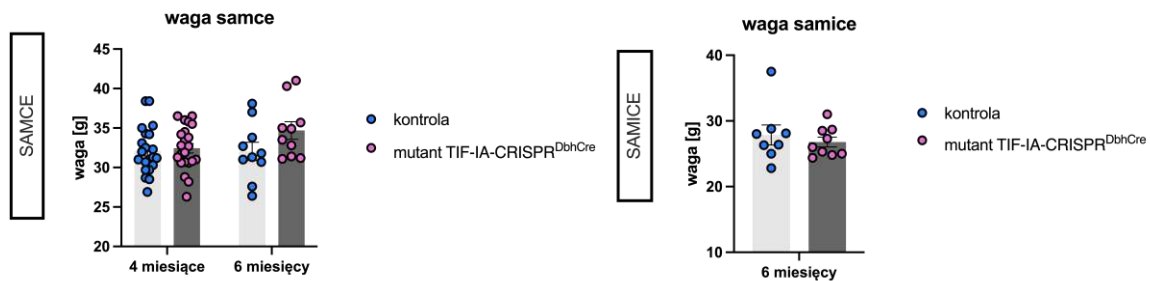 waga samce
SAMCE
waga [g]
45
40
35
30
25
20
4 miesiące
6 miesięcy
kontrola
mutant TIF-IA-CRISPRDbhCre
waga samice
SAMICE
waga [g]
40
30
20
10
6 miesięcy
kontrola
mutant TIF-IA-CRISPRDbhCre